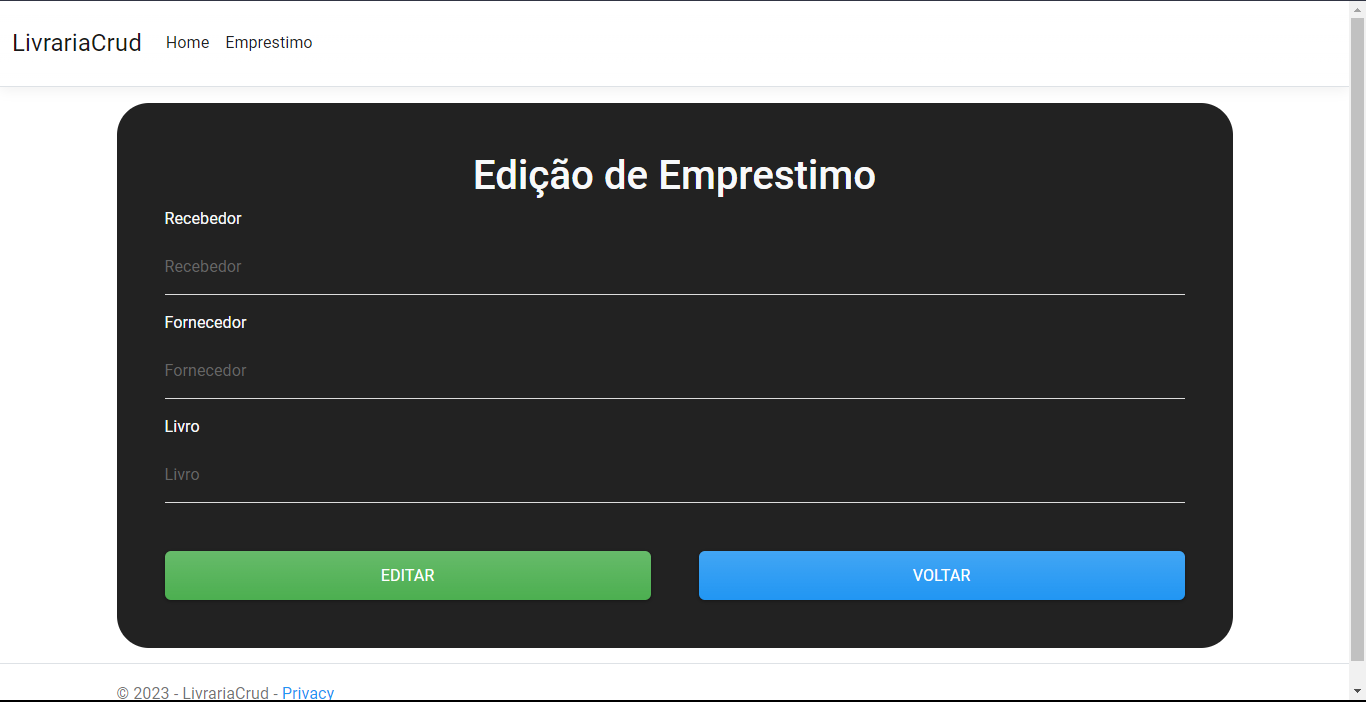 LivrariaCrud Home Emprestimo
Edição de Emprestimo
Recebedor
Recebedor
Fornecedor
Fornecedor
Livro
Livro
EDITAR VOLTAR
© 2023 - LivrariaCrud - Privacy